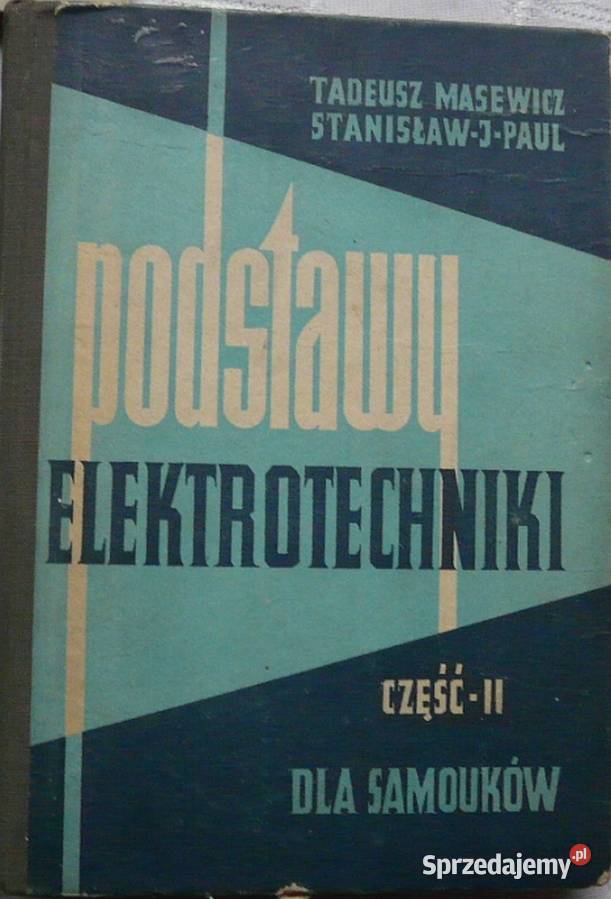 TADEUSZ MASEWICZ
STANISŁAW-J-PAUL
podstawy
ELEKTROTECHNIKI
CZĘŚĆ-II
DLA SAMOUKÓW
Sprzedajemy.pl